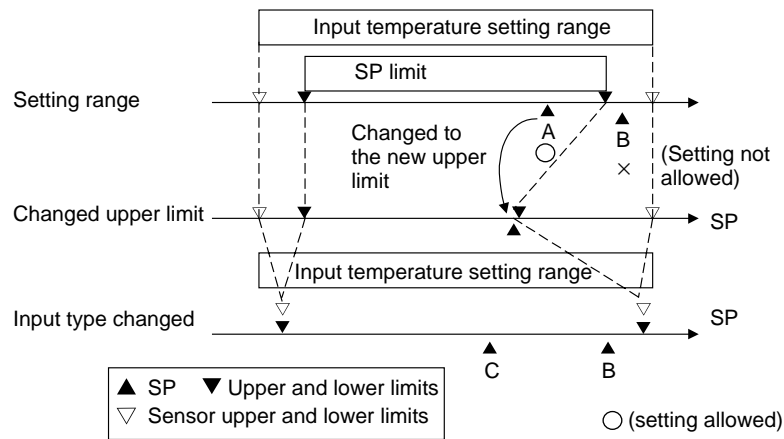 Input temperature setting range
SP limit
Setting range
A
B
Changed to
the new upper
limit
(Setting not
allowed)
Changed upper limit
SP
Input temperature setting range
Input type changed
SP
C
B
SP
Upper and lower limits
Sensor upper and lower limits
(setting allowed)